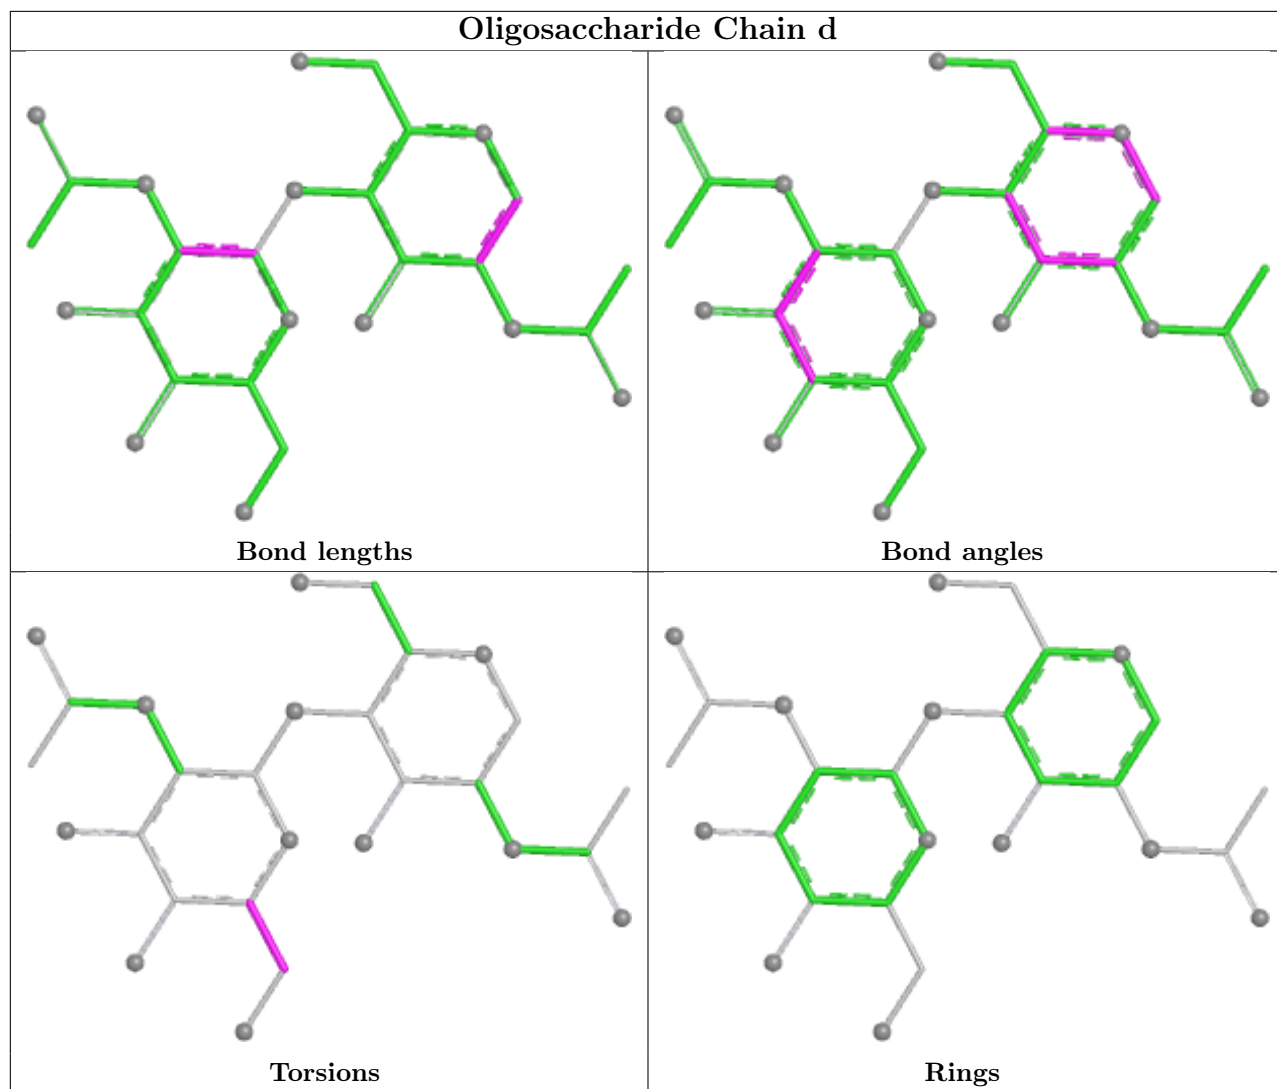 Oligosaccharide Chain d
Bond lengths
Bond angles
Torsions
Rings